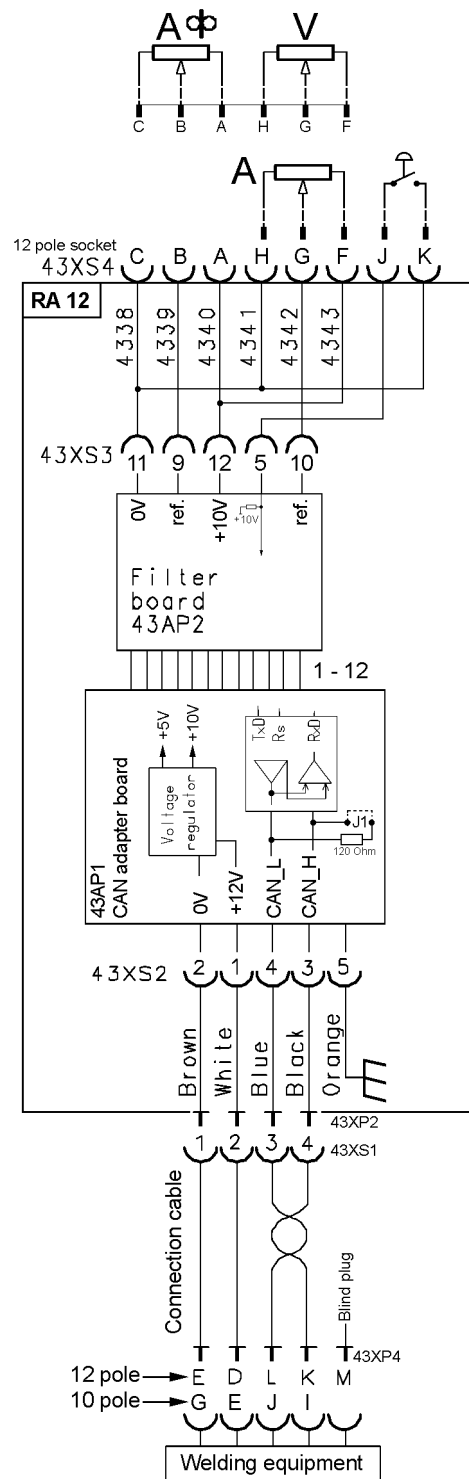 A V
C B A H G F
A
12 pole socket
43XS4 C B A H G F J K
RA 12
4338 4339 4340 4341 4342 4343
43XS3
11 9 12 5 10
0V ref. +10V +10V ref.
Filter
board
43AP2
1 - 12
+5V +10V
TxD Rs RxD
Voltage
regulator
J1
120 Ohm
43AP1
CAN adapter board
0V +12V CAN_L CAN_H
43XS2 2 1 4 3 5
Brown White Blue Black Orange
43XP2
1 2 3 4 43XS1
Connection cable
Blind plug
43XP4
12 pole E D L K M
10 pole G E J I
Welding equipment